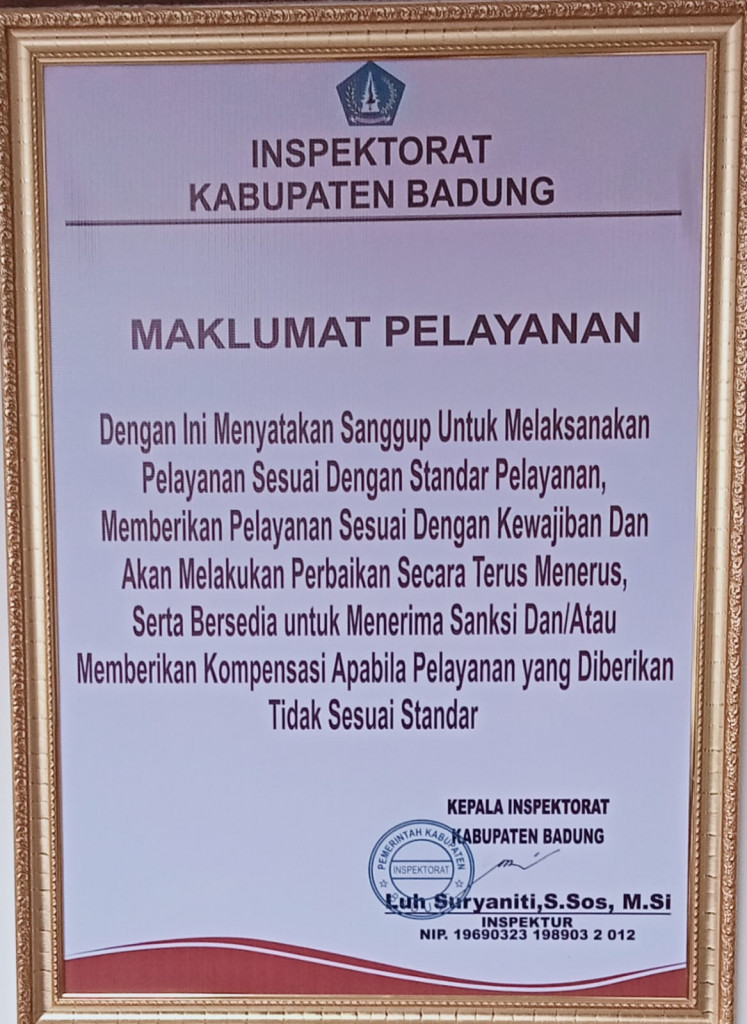 INSPEKTORAT
KABUPATEN BADUNG
MAKLUMAT PELAYANAN
Dengan Ini Menyatakan Sanggup Untuk Melaksanakan
Pelayanan Sesuai Dengan Standar Pelayanan,
Memberikan Pelayanan Sesuai Dengan Kewajiban Dan
Akan Melakukan Perbaikan Secara Terus Menerus,
Serta Bersedia untuk Menerima Sanksi Dan/Atau
Memberikan Kompensasi Apabila Pelayanan yang Diberikan
Tidak Sesuai Standar
KEPALA INSPEKTORAT
KABUPATEN BADUNG
PEMERINTAH KABUPATEN
INSPEKTORAT
Luh Suryaniti,S.Sos, M.Si
INSPEKTUR
NIP. 19690323 198903 2 012